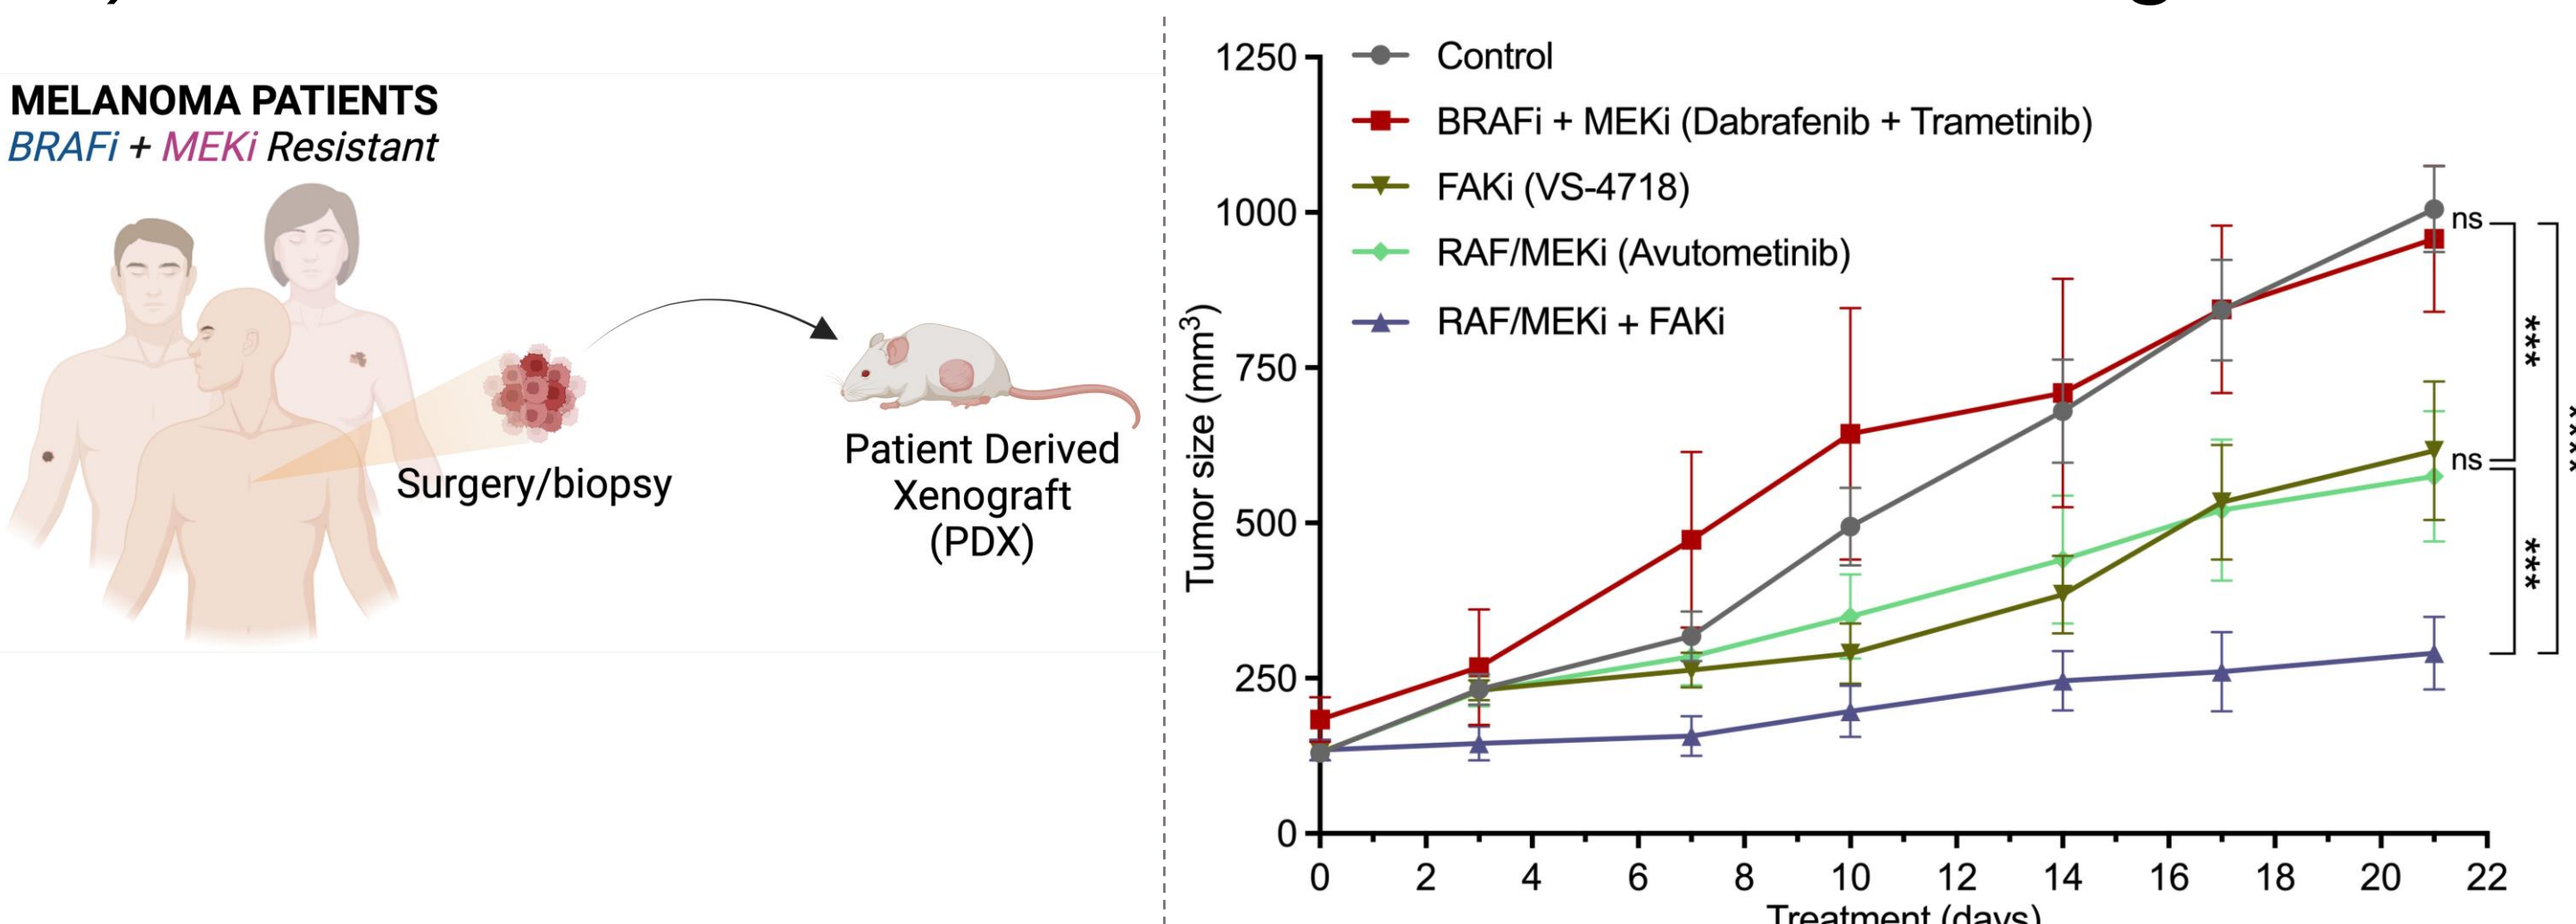 MELANOMA PATIENTS
BRAFi + MEKi Resistant
Surgery/biopsy
Patient Derived
Xenograft
(PDX)
Control
BRAFi + MEKi (Dabrafenib + Trametinib)
FAKi (VS-4718)
RAF/MEKi (Avutometinib)
RAF/MEKi + FAKi
Tumor size (mm³)
1250
1000
750
500
250
0
0 2 4 6 8 10 12 14 16 18 20 22
Treatment (days)
ns
***
ns
***
****